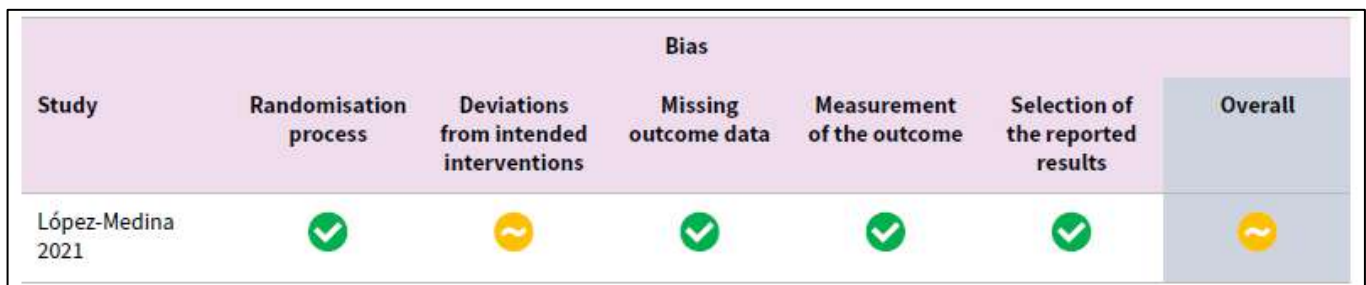 Bias
Study
Randomisation
process
Deviations
from intended
interventions
Missing
outcome data
Measurement
of the outcome
Selection of
the reported
results
Overall
López-Medina
2021